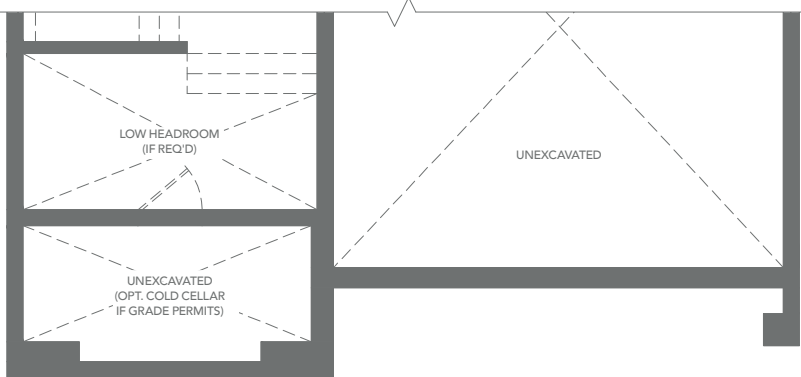 LOW HEADROOM
(IF REQ'D)
UNEXCAVATED
UNEXCAVATED
(OPT. COLD CELLAR
IF GRADE PERMITS)